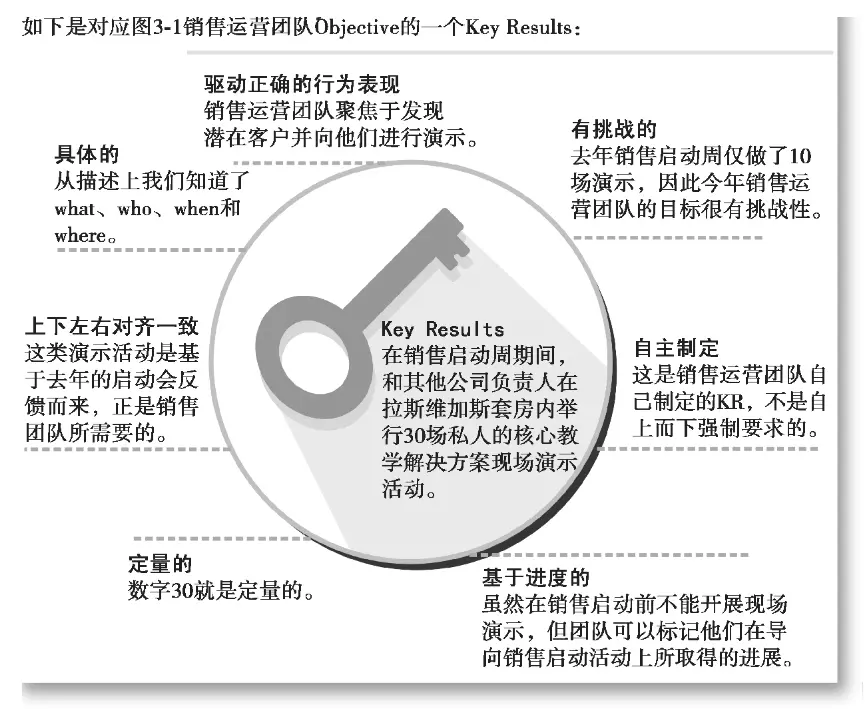 如下是对应图3-1销售运营团队Objective的一个Key Results：
驱动正确的行为表现
销售运营团队聚焦于发现
潜在客户并向他们进行演示。
有挑战的
去年销售启动周仅做了10
场演示，因此今年销售运
营团队的目标很有挑战性。
具体的
从描述上我们知道了
what、who、when和
where。
上下左右对齐一致
这类演示活动是基
于去年的启动会反
馈而来，正是销售
团队所需要的。
Key Results
在销售启动周期间，
和其他公司负责人在
拉斯维加斯套房内举
行30场私人的核心教
学解决方案现场演示
活动。
自主制定
这是销售运营团队自
己制定的KR，不是自
上而下强制要求的。
定量的
数字30就是定量的。
基于进度的
虽然在销售启动前不能开展现场
演示，但团队可以标记他们在导
向销售启动活动上所取得的进展。